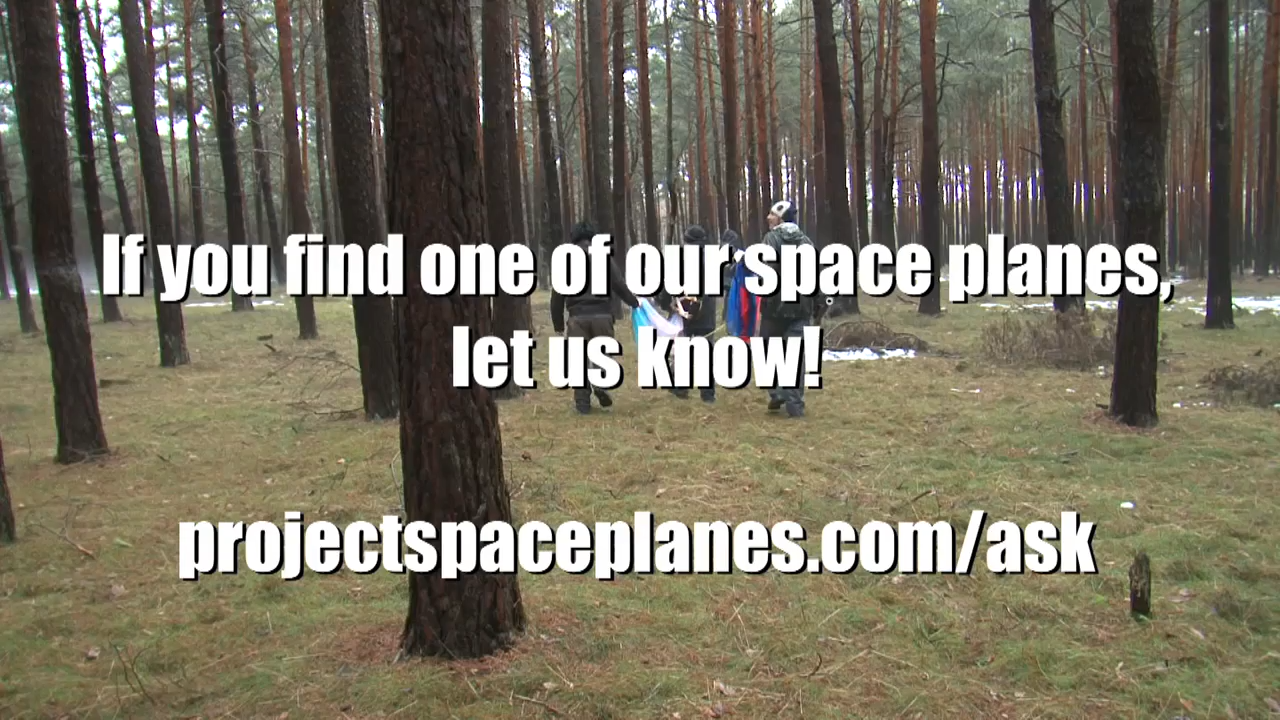 If you find one of our space planes,
let us know!
projectspaceplanes.com/ask